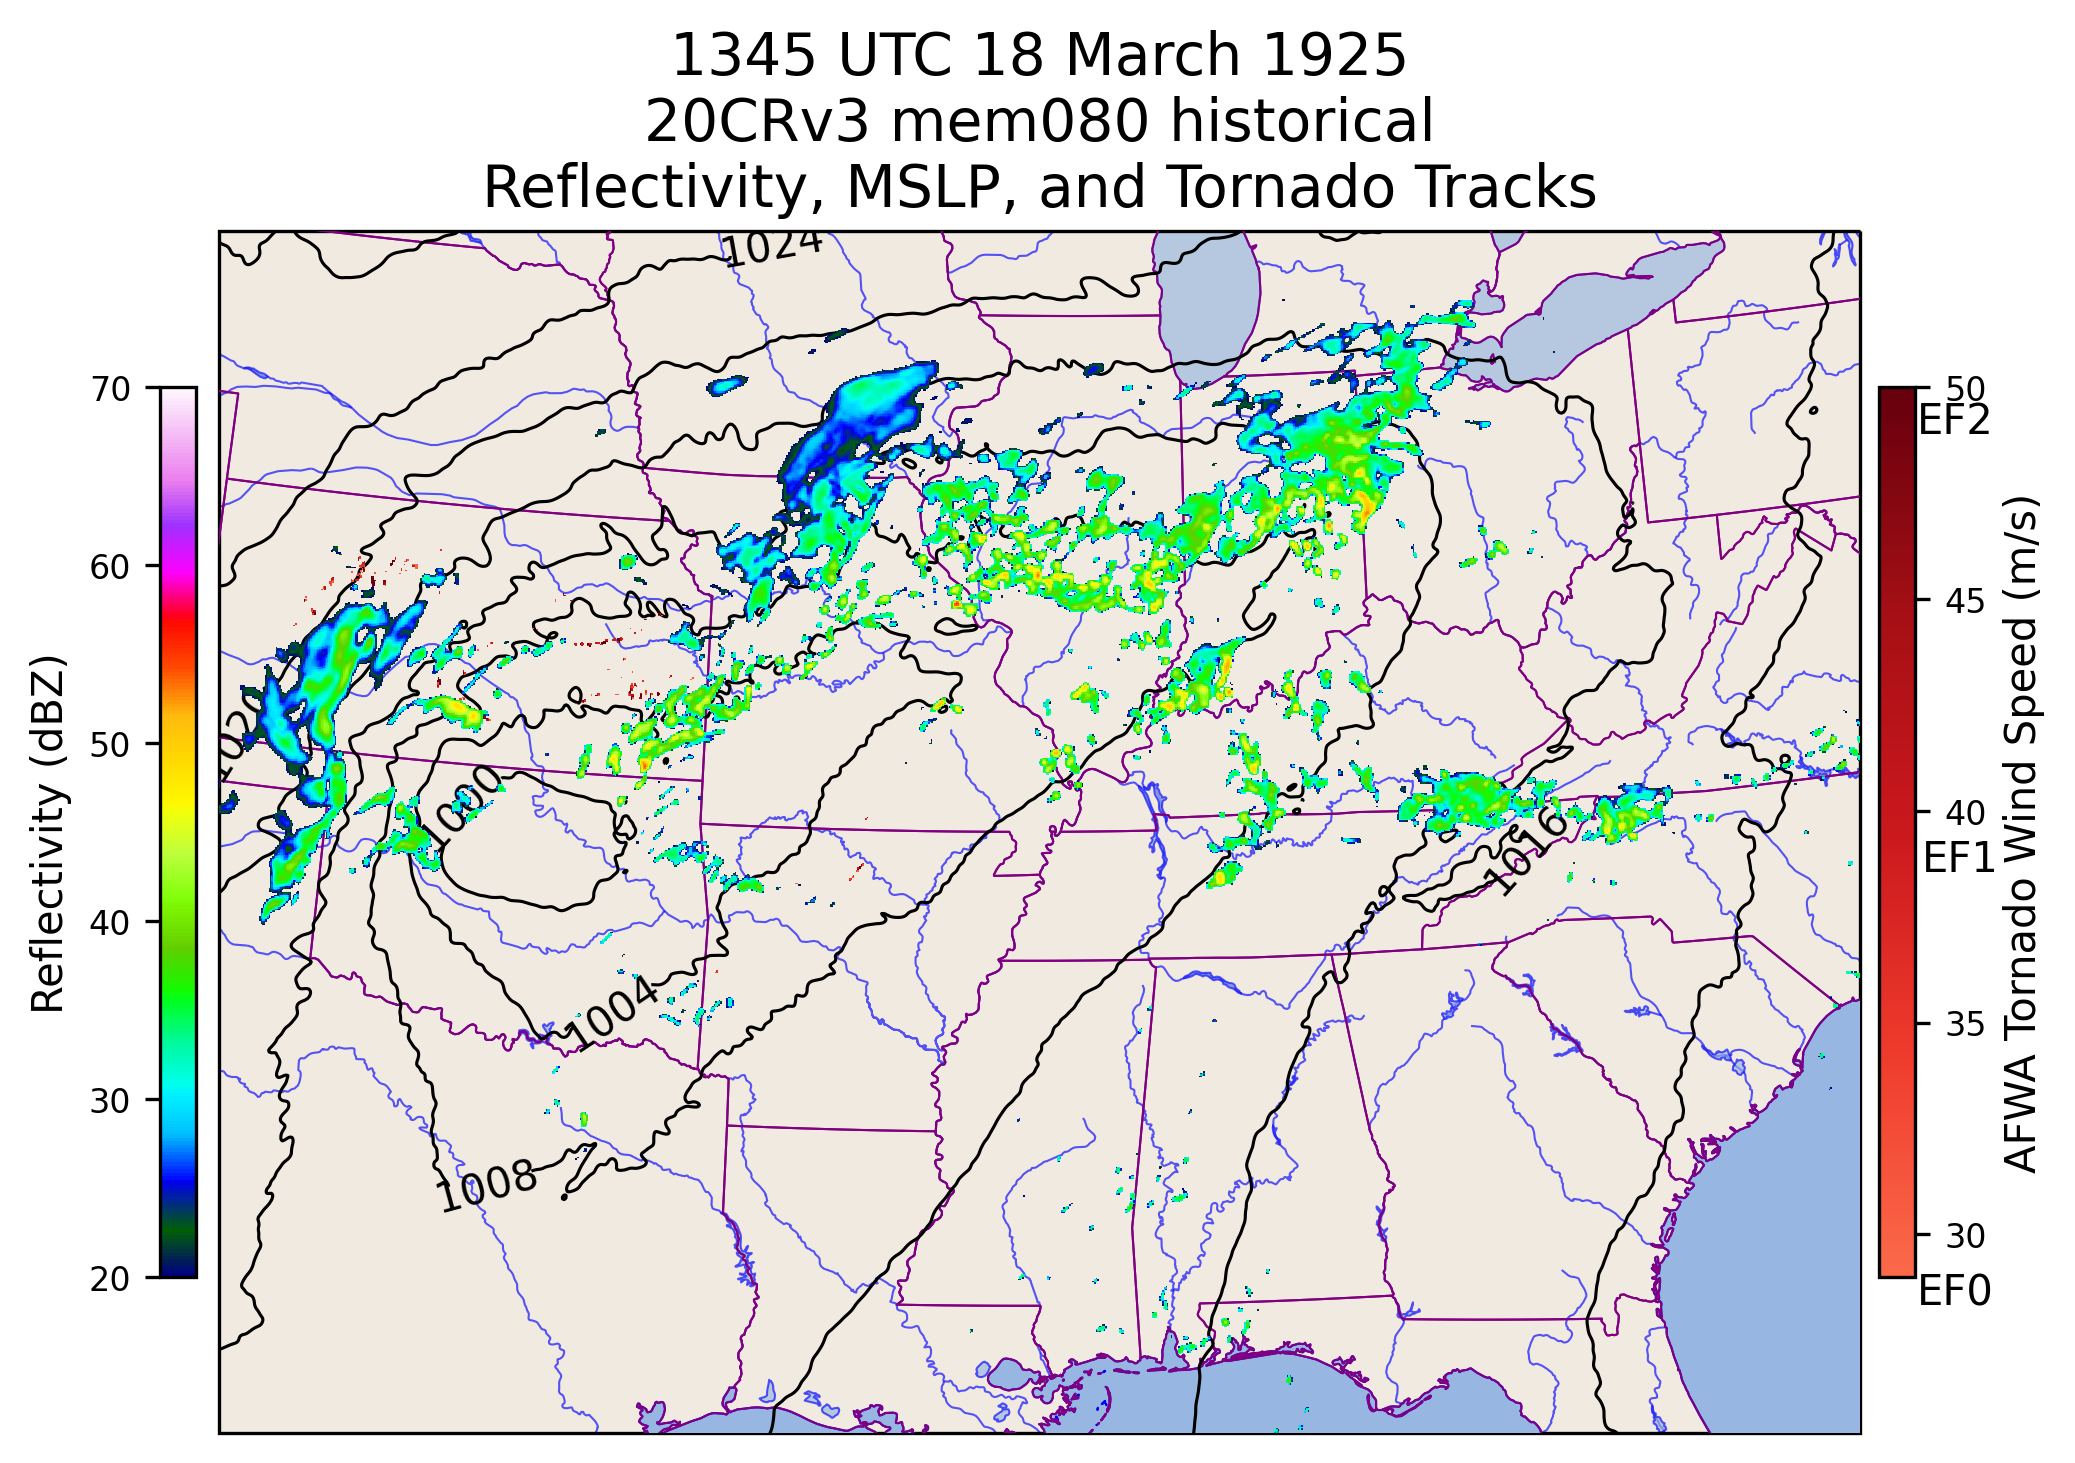 1345 UTC 18 March 1925
20CRv3 mem080 historical
Reflectivity, MSLP, and Tornado Tracks
1024
1020
1000
1016
1004
1008
70
60
50
40
30
20
Reflectivity (dBZ)
50
EF2
45
40
EF1
35
30
EF0
AFWA Tornado Wind Speed (m/s)